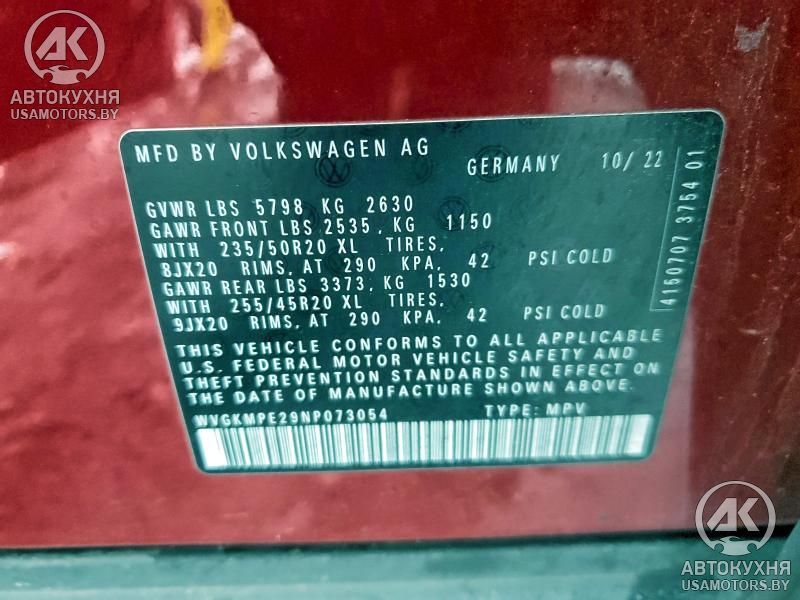 АК
АВТОКУХНЯ
USAMOTORS.BY
MFD BY VOLKSWAGEN AG
GERMANY 10/ 22
GVWR LBS 5798 KG 2630
GAWR FRONT LBS 2535, KG 1150
WITH 235/50R20 XL TIRES,
8JX20 RIMS, AT 290 KPA, 42 PSI COLD
GAWR REAR LBS 3373, KG 1530
WITH 255/45R20 XL TIRES,
9JX20 RIMS, AT 290 KPA, 42 PSI COLD
THIS VEHICLE CONFORMS TO ALL APPLICABLE
U.S. FEDERAL MOTOR VEHICLE SAFETY AND
THEFT PREVENTION STANDARDS IN EFFECT ON
THE DATE OF MANUFACTURE SHOWN ABOVE.
WVGKMPE29NP073054 TYPE: MPV
4150707 3754 01
АК
АВТОКУХНЯ
USAMOTORS.BY